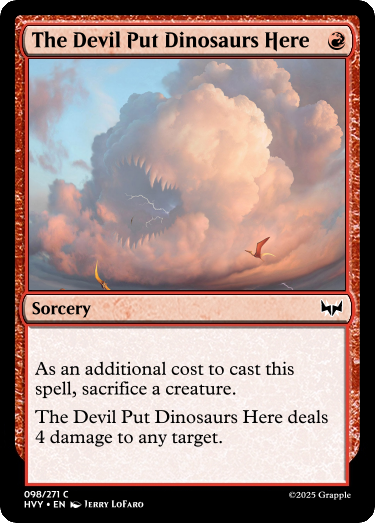 The Devil Put Dinosaurs Here
Sorcery
As an additional cost to cast this
spell, sacrifice a creature.
The Devil Put Dinosaurs Here deals
4 damage to any target.
098/271 C
HVY • EN Jerry LoFaro
©2025 Grapple